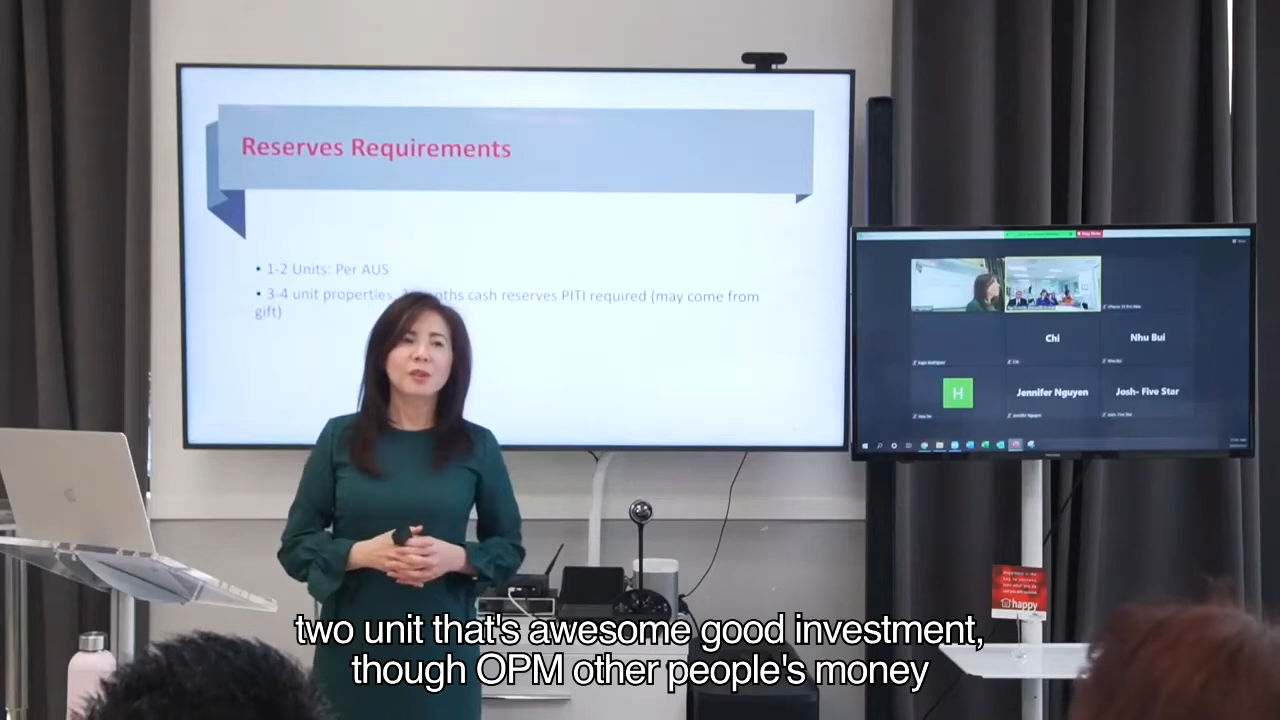 Reserves Requirements
• 1-2 Units: Per AUS
• 3-4 unit properties, months cash reserves PITI required (may come from
gift)
Chi
Nhu Bui
H
Jennifer Nguyen
Josh- Five Star
happy
two unit that's awesome good investment,
though OPM other people's money